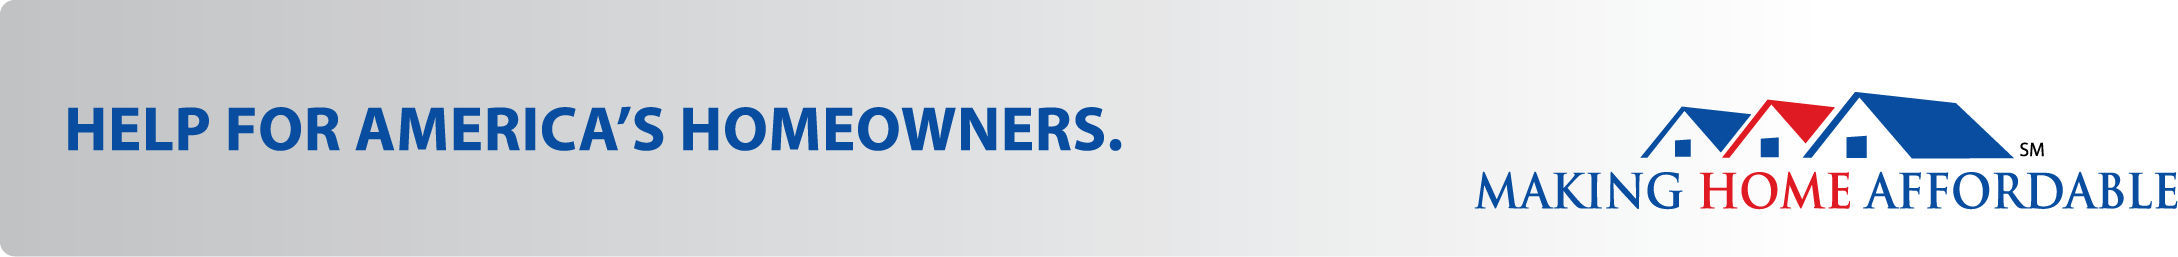 HELP FOR AMERICA’S HOMEOWNERS.
SM
MAKING HOME AFFORDABLE